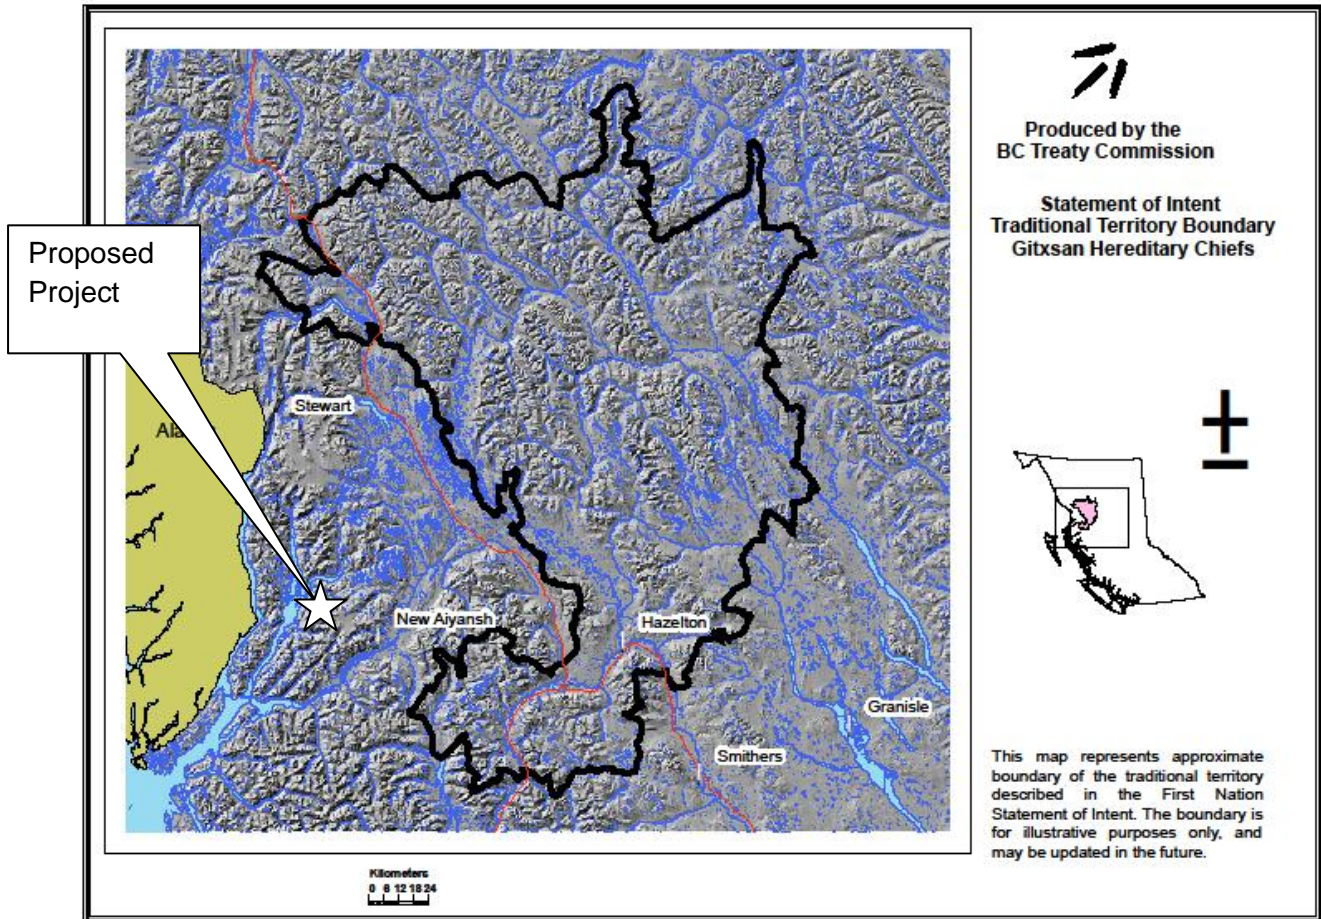 Proposed
Project
Stewart
New Aiyansh
Hazelton
Granisle
Smithers
Kilometers
0 6 12 18 24
Produced by the
BC Treaty Commission
Statement of Intent
Traditional Territory Boundary
Gitxsan Hereditary Chiefs
This map represents approximate
boundary of the traditional territory
described in the First Nation
Statement of Intent. The boundary is
for illustrative purposes only, and
may be updated in the future.